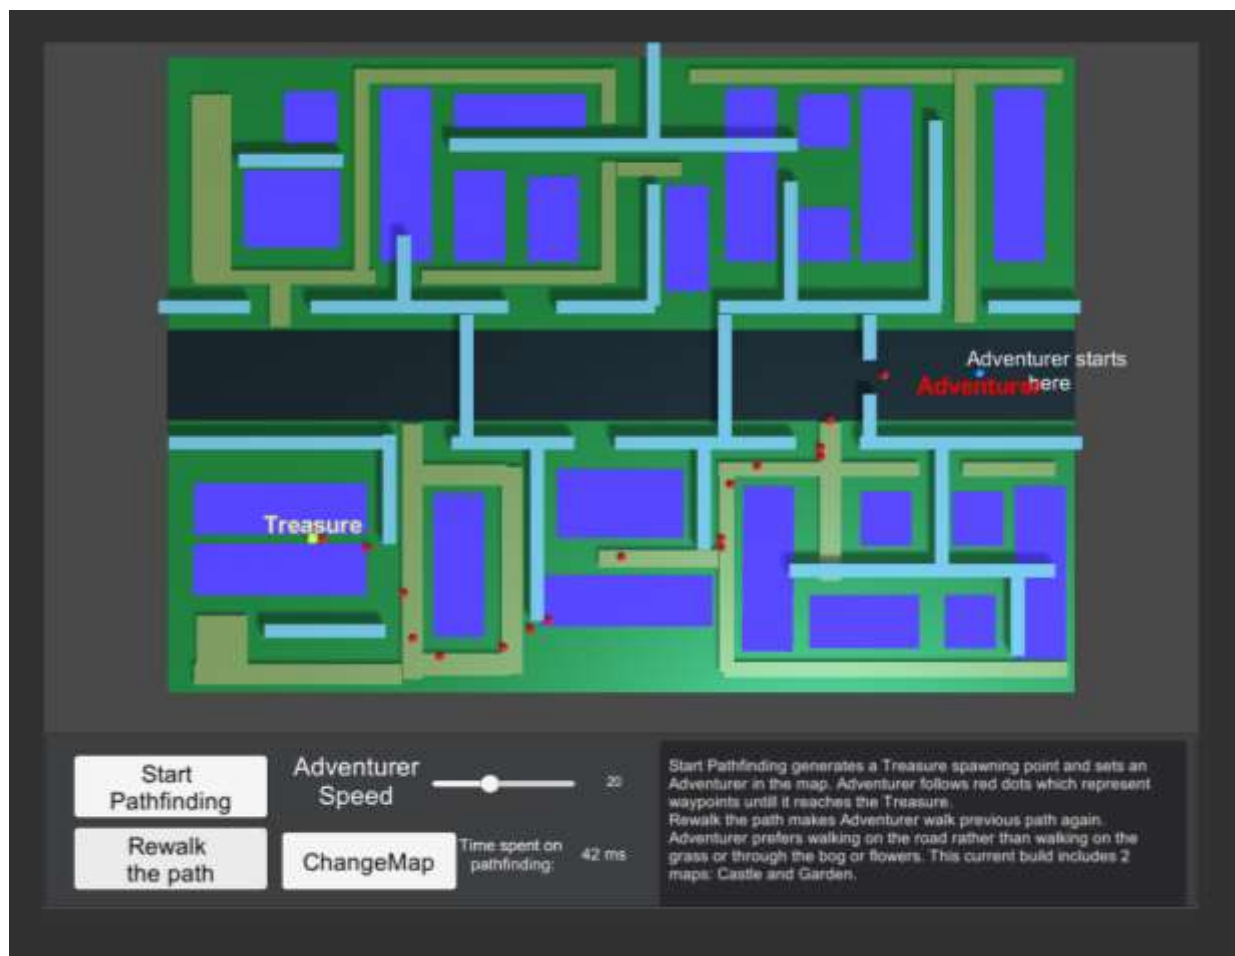 Adventurer starts
here
Adventurer
Treasure
Start
Pathfinding
Adventurer
Speed
20
Rewalk
the path
ChangeMap
Time spent on
pathfinding:
42 ms
Start Pathfinding generates a Treasure spawning point and sets an
Adventurer in the map. Adventurer follows red dots which represent
waypoints untill it reaches the Treasure.
Rewalk the path makes Adventurer walk previous path again.
Adventurer prefers walking on the road rather than walking on the
grass or through the bog or flowers. This current build includes 2
maps: Castle and Garden.